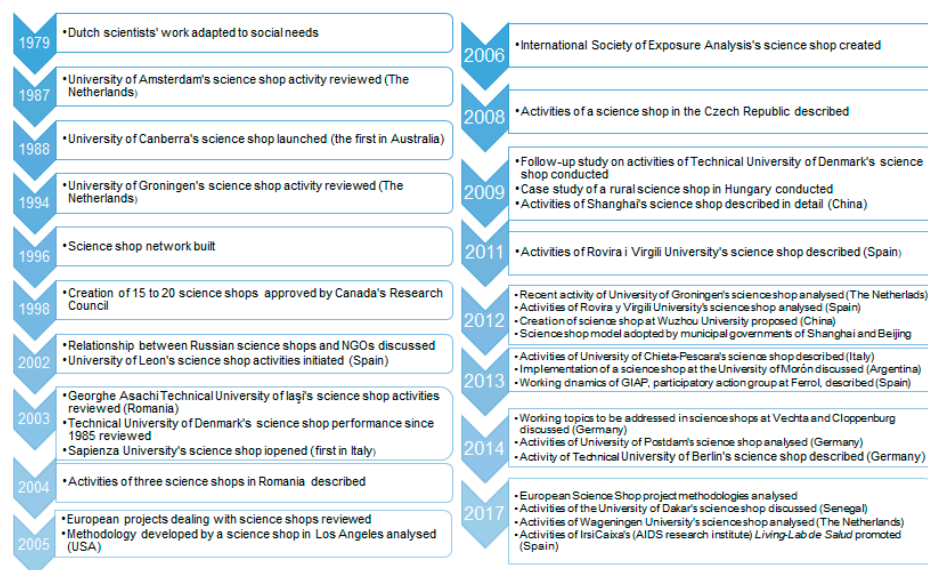 1979
•Dutch scientists' work adapted to social needs
1987
•University of Amsterdam's science shop activity reviewed (The
Netherlands)
1988
•University of Canberra's science shop launched (the first in Australia)
1994
•University of Groningen's science shop activity reviewed (The
Netherlands)
1996
•Science shop network built
1998
•Creation of 15 to 20 science shops approved by Canada's Research
Council
2002
•Relationship between Russian science shops and NGOs discussed
•University of Leon's science shop activities initiated (Spain)
2003
•Georghe Asachi Technical University of Iaşi's science shop activities
reviewed (Romania)
•Technical University of Denmark's science shop performance since
1985 reviewed
•Sapienza University's science shop iopened (first in Italy)
2004
•Activities of three science shops in Romania described
2005
•European projects dealing with science shops reviewed
•Methodology developed by a science shop in Los Angeles analysed
(USA)
2006
•International Society of Exposure Analysis's science shop created
2008
•Activities of a science shop in the Czech Republic described
2009
•Follow-up study on activities of Technical University of Denmark's science
shop conducted
•Case study of a rural science shop in Hungary conducted
•Activities of Shanghai's science shop described in detail (China)
2011
•Activities of Rovira i Virgili University's science shop described (Spain)
2012
•Recent activity of University of Groningen's science shop analysed (The Netherlads)
•Activities of Rovira y Virgili University's science shop analysed (Spain)
•Creation of science shop at Wuzhou University proposed (China)
•Science shop model adopted by municipal governments of Shanghai and Beijing
2013
•Activities of University of Chieta-Pescara's science shop described (Italy)
•Implementation of a science shop at the University of Morón discussed (Argentina)
•Working dnamics of GIAP, participatory action group at Ferrol, described (Spain)
2014
•Working topics to be addressed in science shops at Vechta and Cloppenburg
discussed (Germany)
•Activities of University of Postdam's science shop analysed (Germany)
•Activity of Technical University of Berlin's science shop described (Germany)
2017
•European Science Shop project methodologies analysed
•Activities of the University of Dakar's science shop discussed (Senegal)
•Activities of Wageningen University's science shop analysed (The Netherlands)
•Activities of IrsiCaixa's (AIDS research institute) Living-Lab de Salud promoted
(Spain)